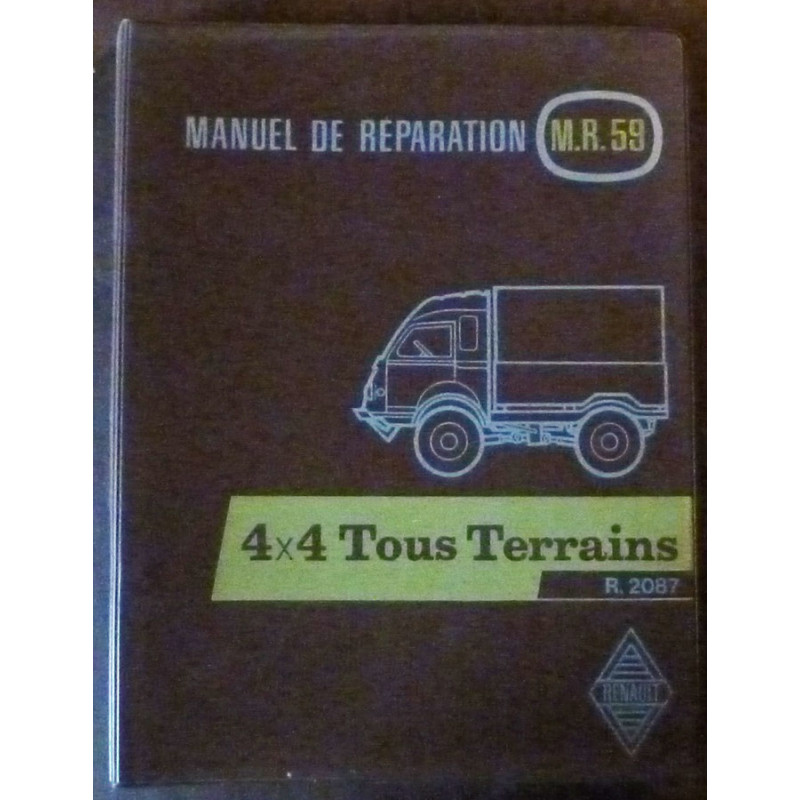 MANUEL DE REPARATION M.R. 59
4x4 Tous Terrains
R. 2087
RENAULT